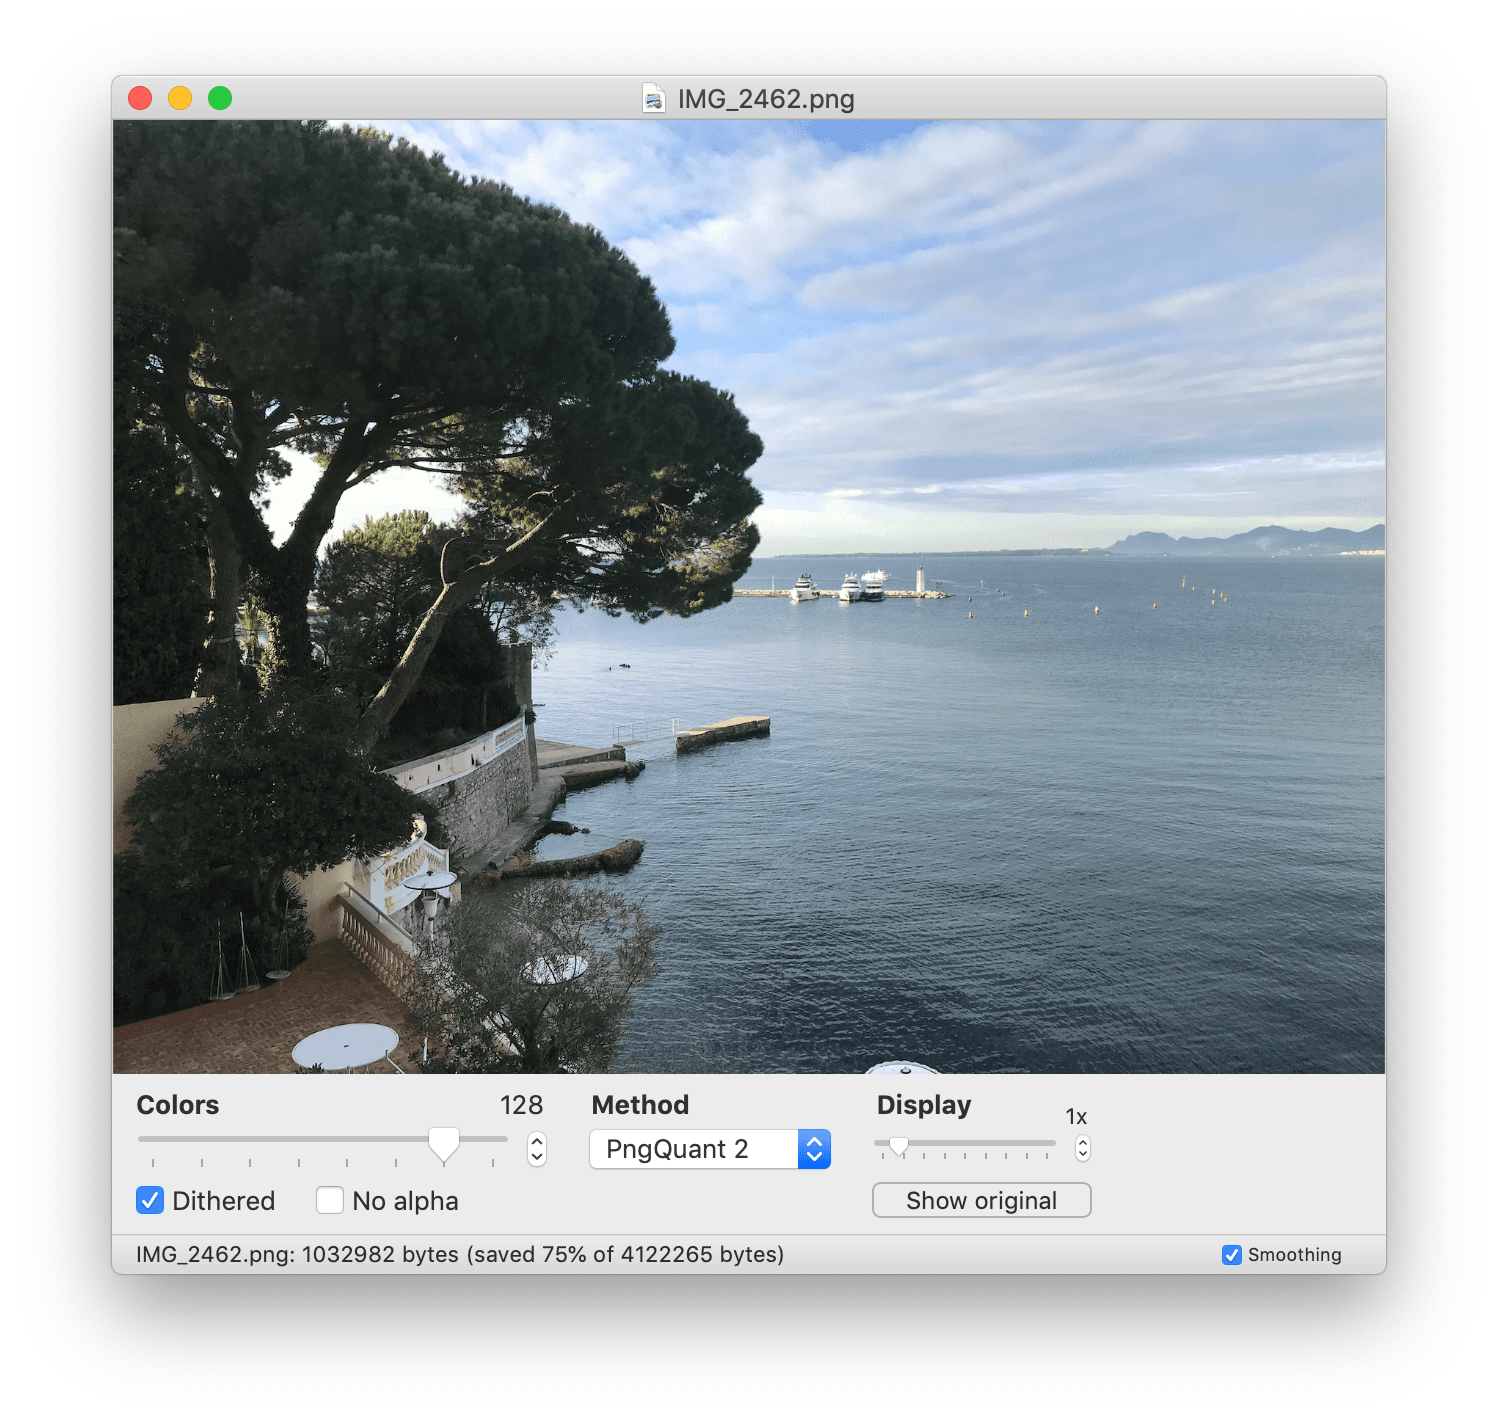 IMG_2462.png
Colors 128 Method Display 1x
PngQuant 2
Dithered No alpha Show original
IMG_2462.png: 1032982 bytes (saved 75% of 4122265 bytes) Smoothing